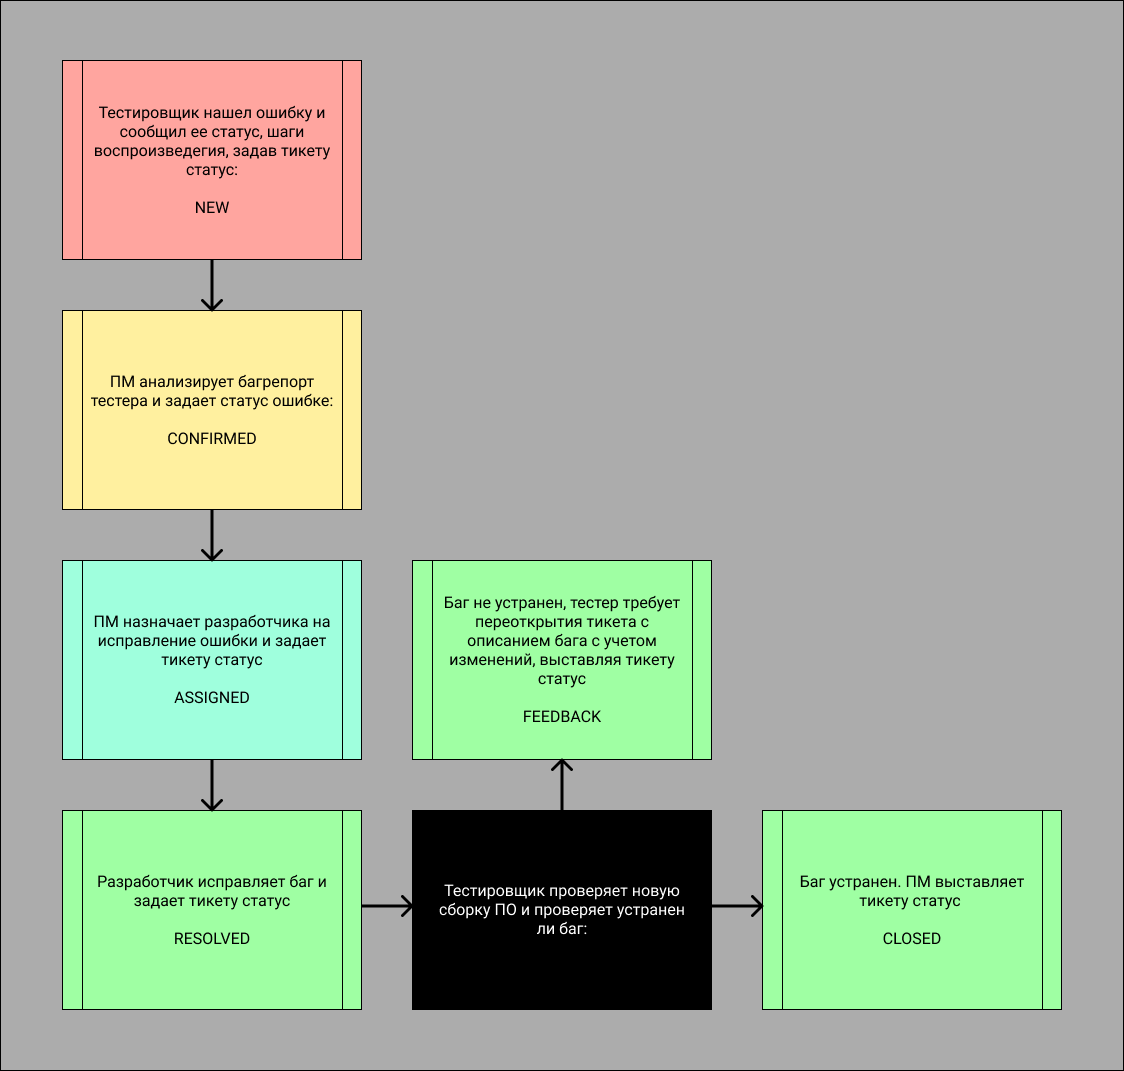 Тестировщик нашел ошибку и
сообщил ее статус, шаги
воспроизведегия, задав тикету
статус:
NEW
ПМ анализирует багрепорт
тестера и задает статус ошибке:
CONFIRMED
ПМ назначает разработчика на
исправление ошибки и задает
тикету статус
ASSIGNED
Баг не устранен, тестер требует
переоткрытия тикета с
описанием бага с учетом
изменений, выставляя тикету
статус
FEEDBACK
Разработчик исправляет баг и
задает тикету статус
RESOLVED
Тестировщик проверяет новую
сборку ПО и проверяет устранен
ли баг:
Баг устранен. ПМ выставляет
тикету статус
CLOSED